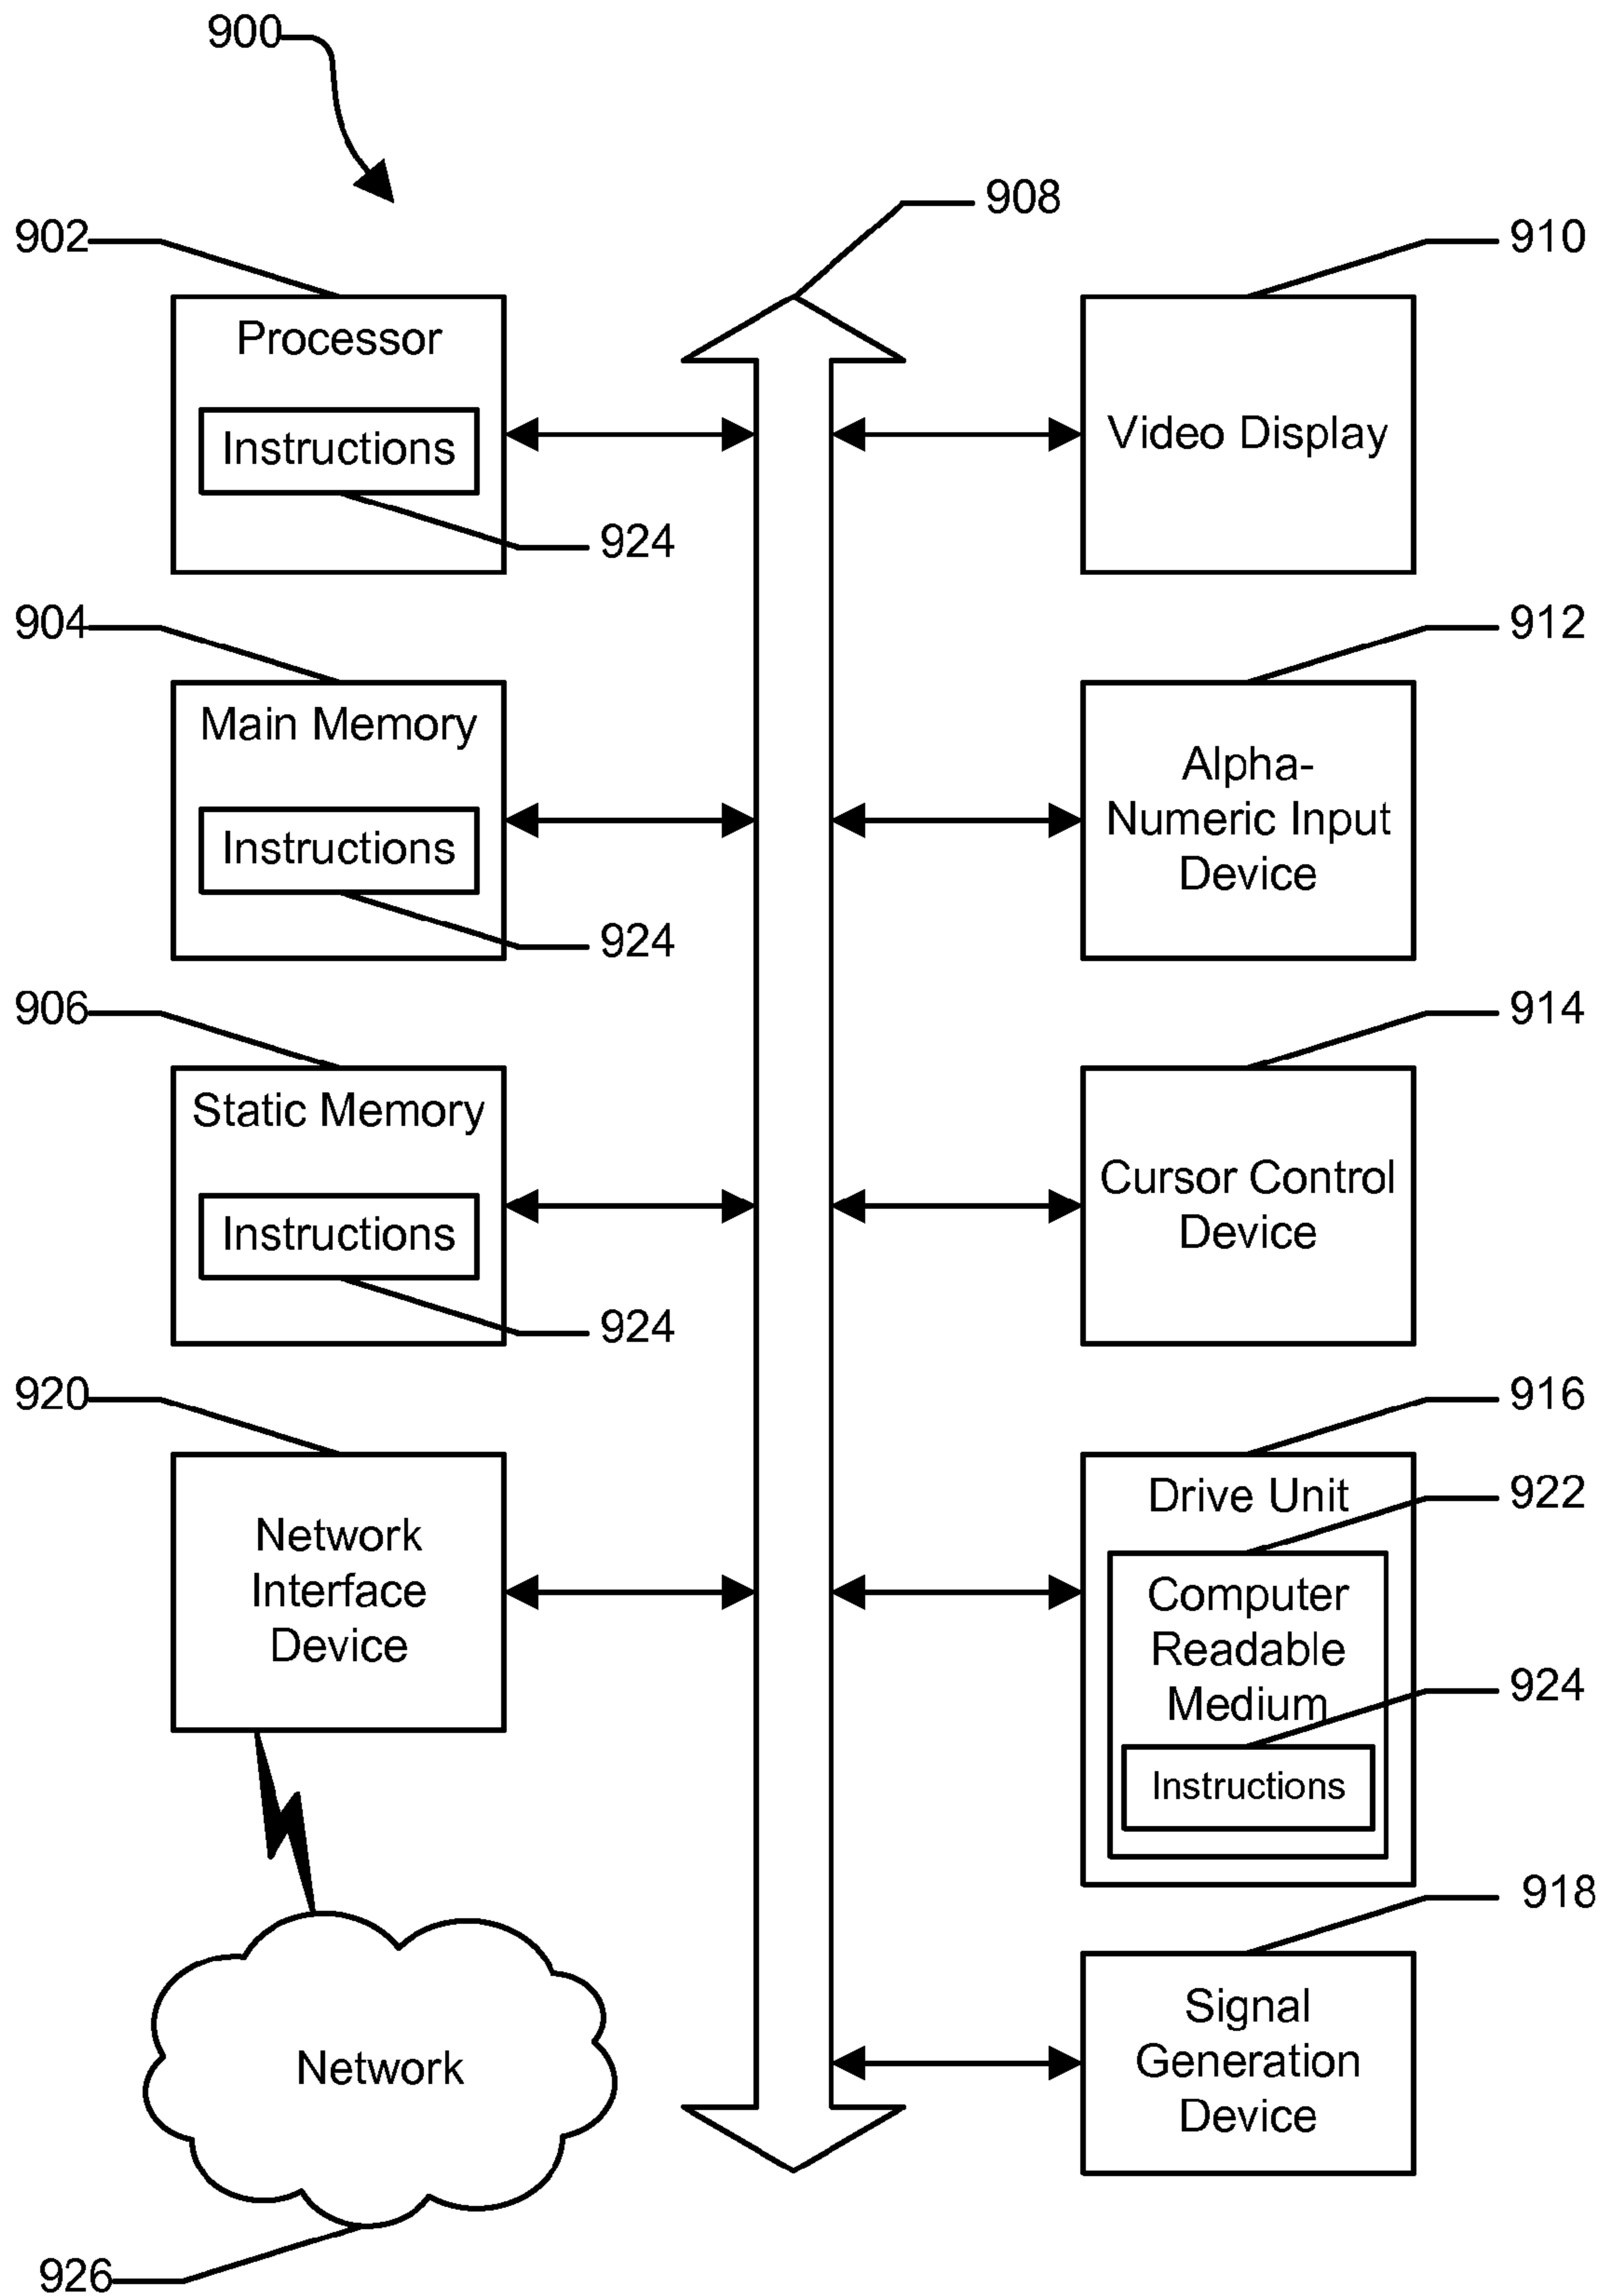 900
908
902
910
Processor
Instructions
924
Video Display
904
912
Main Memory
Instructions
924
Alpha-
Numeric Input
Device
906
914
Static Memory
Instructions
924
Cursor Control
Device
920
916
Network
Interface
Device
Drive Unit
922
Computer
Readable
Medium
924
Instructions
918
Signal
Generation
Device
Network
926